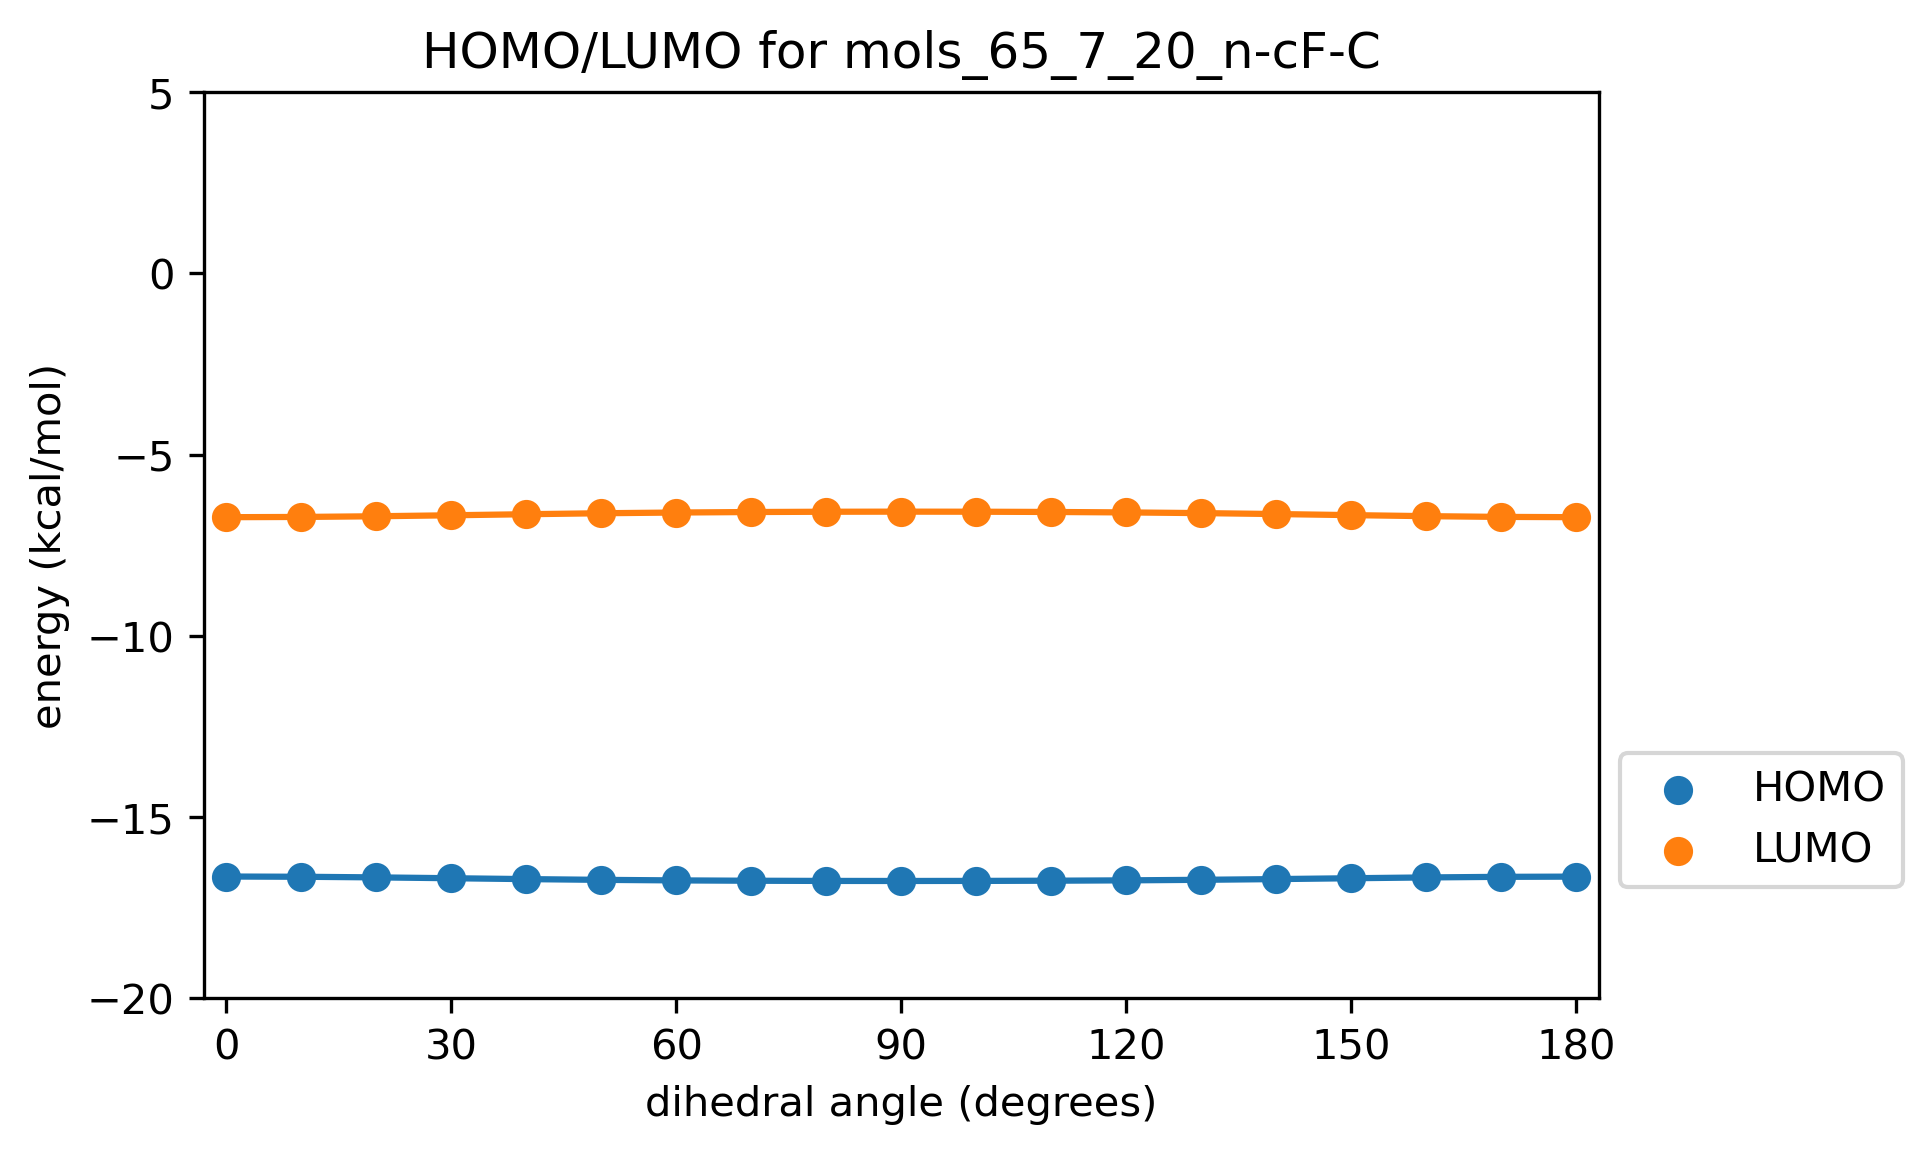 HOMO/LUMO for mols_65_7_20_n-cF-C
5
0
−5
−10
−15
−20
energy (kcal/mol)
0 30 60 90 120 150 180
dihedral angle (degrees)
HOMO
LUMO